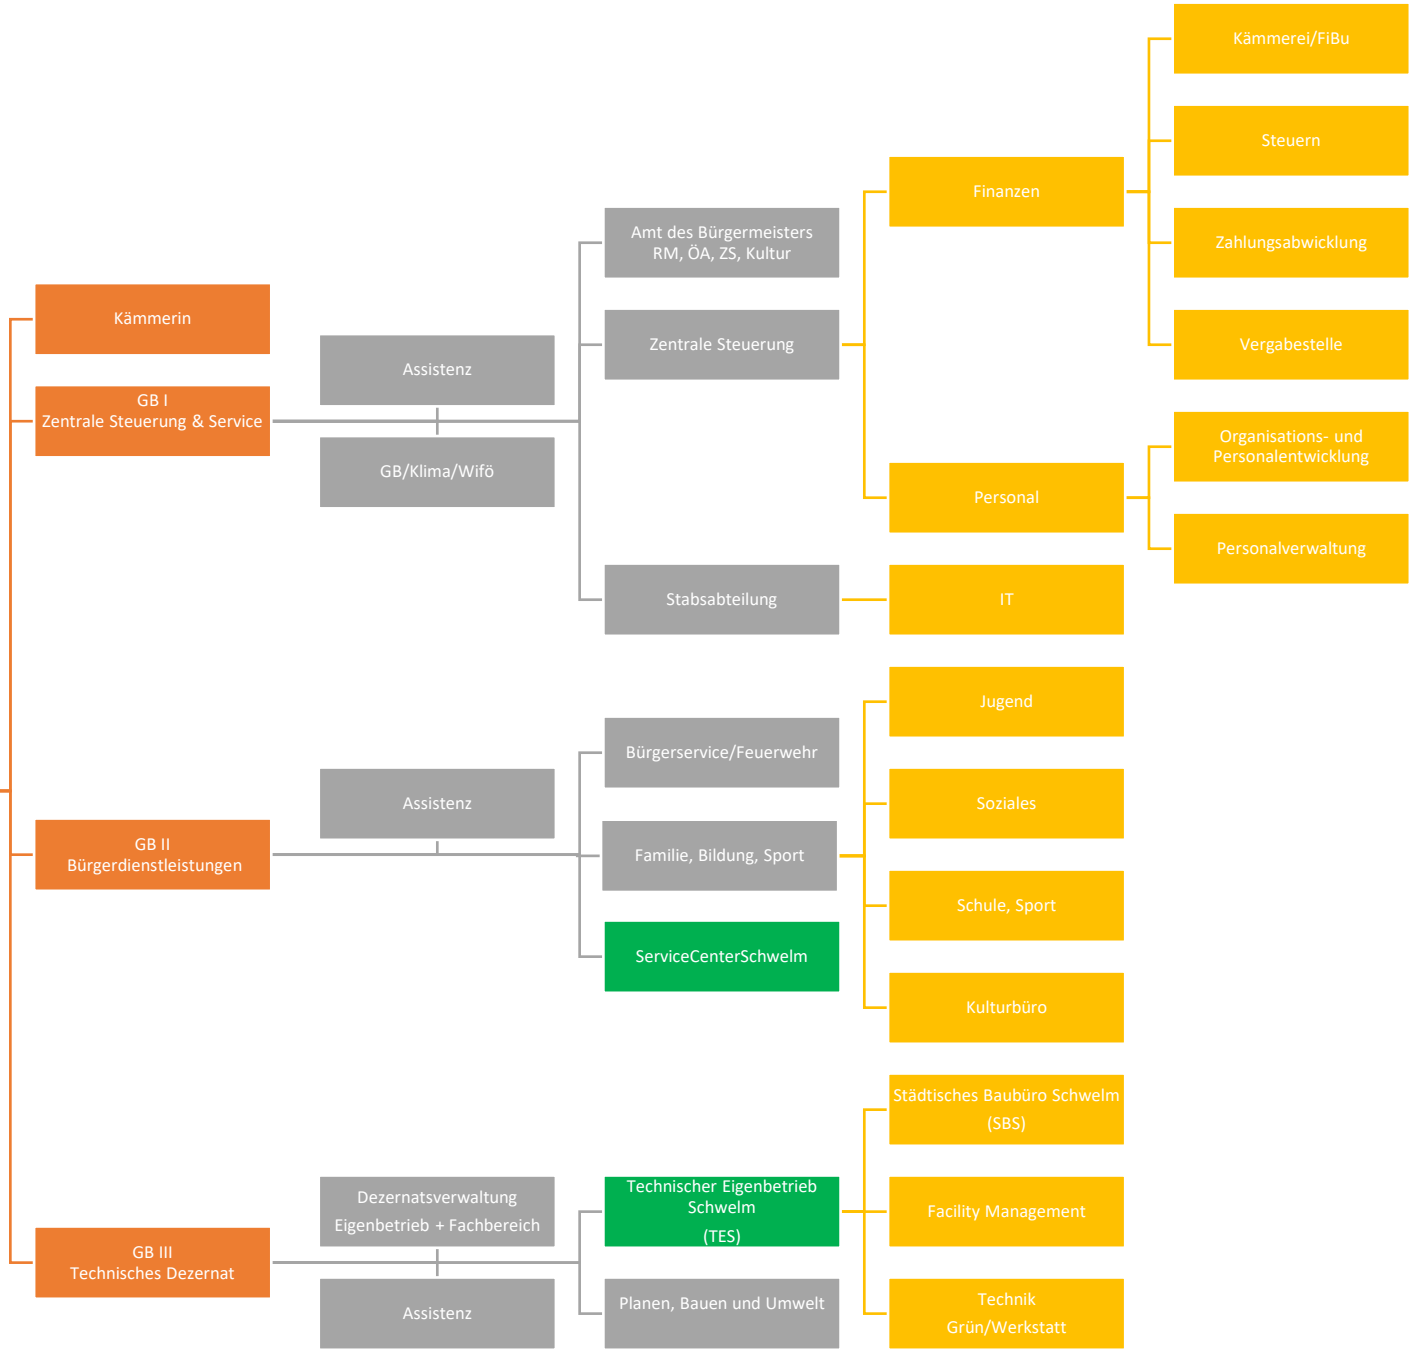 Kämmerin
GB I
Zentrale Steuerung & Service
Assistenz
GB/Klima/Wifö
Amt des Bürgermeisters
RM, ÖA, ZS, Kultur
Zentrale Steuerung
Finanzen
Kämmerei/FiBu
Steuern
Zahlungsabwicklung
Vergabestelle
Personal
Organisations- und
Personalentwicklung
Personalverwaltung
Stabsabteilung
IT
GB II
Bürgerdienstleistungen
Assistenz
Bürgerservice/Feuerwehr
Familie, Bildung, Sport
Jugend
Soziales
Schule, Sport
Kulturbüro
ServiceCenterSchwelm
GB III
Technisches Dezernat
Dezernatsverwaltung
Eigenbetrieb + Fachbereich
Assistenz
Technischer Eigenbetrieb
Schwelm
(TES)
Städtisches Baubüro Schwelm
(SBS)
Facility Management
Technik
Grün/Werkstatt
Planen, Bauen und Umwelt